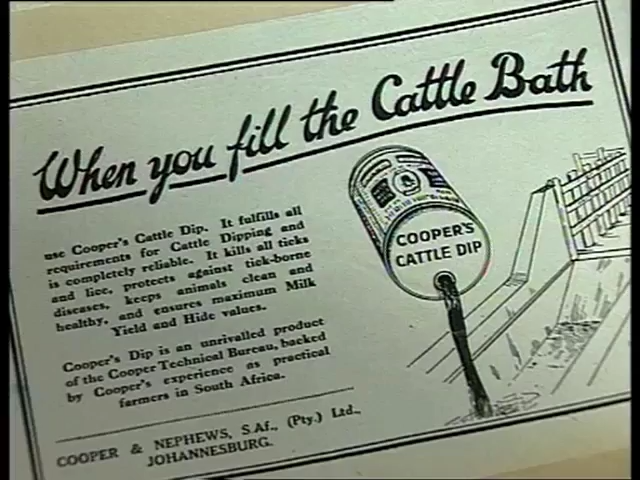 When you fill the Cattle Bath
use Cooper's Cattle Dip. It fulfills all
requirements for Cattle Dipping and
is completely reliable. It kills all ticks
and lice, protects against tick-borne
diseases, keeps animals clean and
healthy, and ensures maximum Milk
Yield and Hide values.
Cooper's Dip is an unrivalled product
of the Cooper Technical Bureau, backed
by Cooper's experience as practical
farmers in South Africa.
COOPER & NEPHEWS, S.Af., (Pty.) Ltd.,
JOHANNESBURG.
COOPER'S
CATTLE DIP